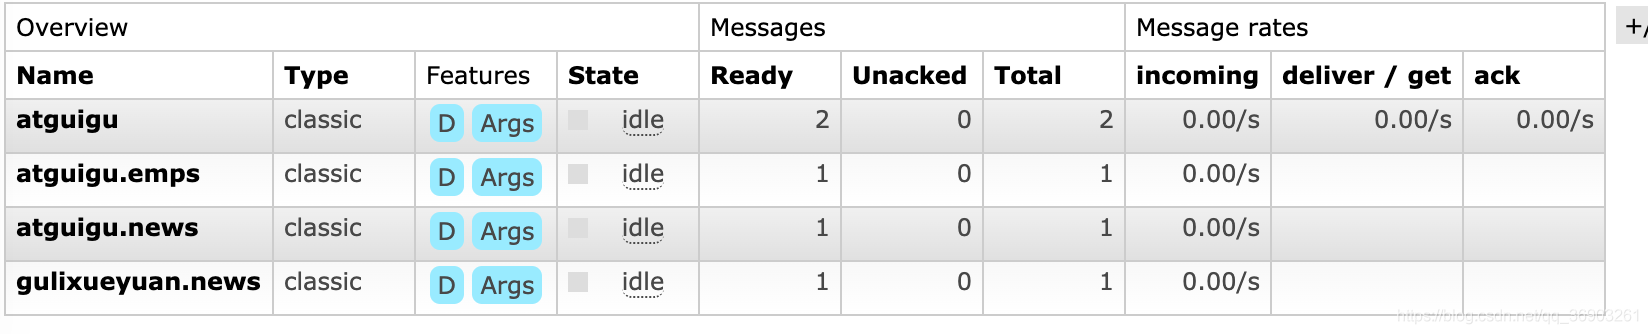 Overview Messages Message rates +/
Name Type Features State Ready Unacked Total incoming deliver / get ack
atguigu classic D Args idle 2 0 2 0.00/s 0.00/s 0.00/s
atguigu.emps classic D Args idle 1 0 1 0.00/s
atguigu.news classic D Args idle 1 0 1 0.00/s
gulixueyuan.news classic D Args idle 1 0 1 0.00/s
https://blog.csdn.net/qq_36903261